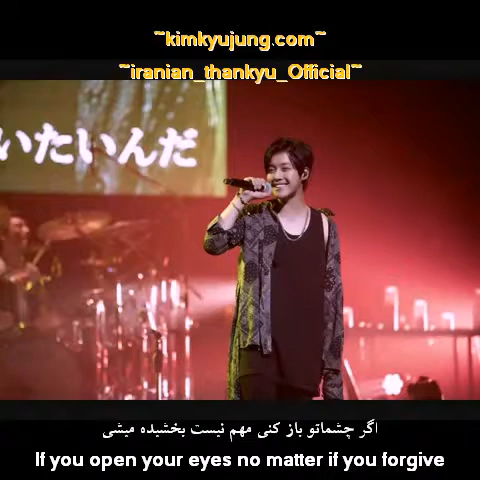 ~kimkyujung.com~
~iranian_thankyu_Official~
いたいんだ
اگر چشماتو باز کنی مهم نیست بخشیده میشی
If you open your eyes no matter if you forgive